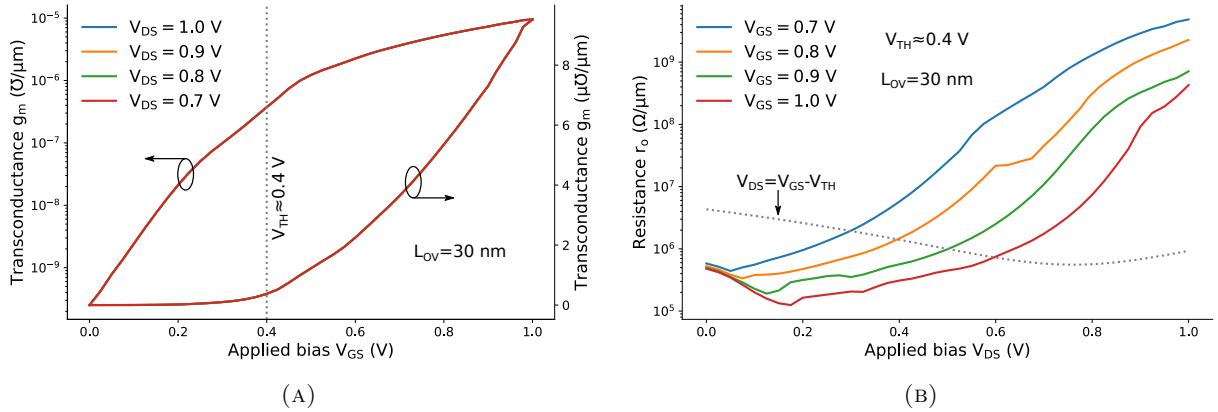 V_DS = 1.0 V
V_DS = 0.9 V
V_DS = 0.8 V
V_DS = 0.7 V
V_TH≈0.4 V
L_OV=30 nm
Transconductance g_m (℧/μm)
10⁻⁵
10⁻⁶
10⁻⁷
10⁻⁸
10⁻⁹
0.0 0.2 0.4 0.6 0.8 1.0
Applied bias V_GS (V)
8
6
4
2
0
Transconductance g_m (μ℧/μm)
(A)
V_GS = 0.7 V
V_GS = 0.8 V
V_GS = 0.9 V
V_GS = 1.0 V
V_TH≈0.4 V
L_OV=30 nm
V_DS=V_GS-V_TH
Resistance r_o (Ω/μm)
10⁹
10⁸
10⁷
10⁶
10⁵
0.0 0.2 0.4 0.6 0.8 1.0
Applied bias V_DS (V)
(B)